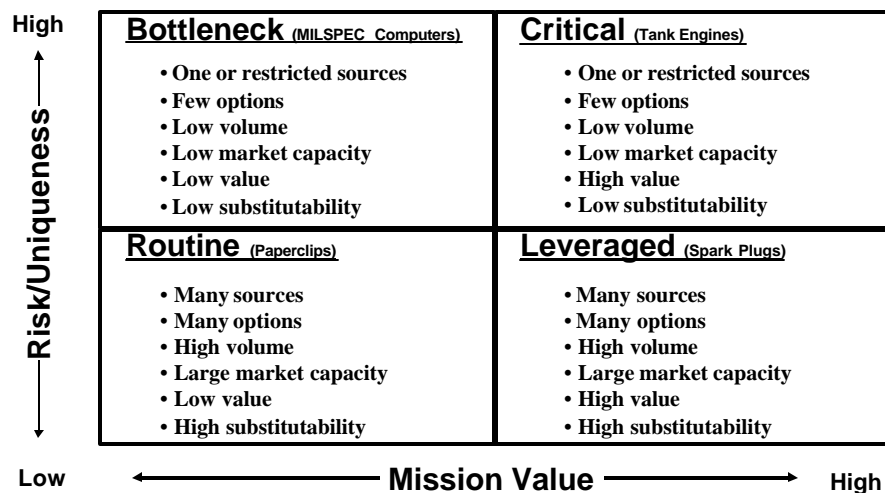 High
Risk/Uniqueness
Low
Bottleneck (MILSPEC Computers)
• One or restricted sources
• Few options
• Low volume
• Low market capacity
• Low value
• Low substitutability
Critical (Tank Engines)
• One or restricted sources
• Few options
• Low volume
• Low market capacity
• High value
• Low substitutability
Routine (Paperclips)
• Many sources
• Many options
• High volume
• Large market capacity
• Low value
• High substitutability
Leveraged (Spark Plugs)
• Many sources
• Many options
• High volume
• Large market capacity
• High value
• High substitutability
Mission Value
High